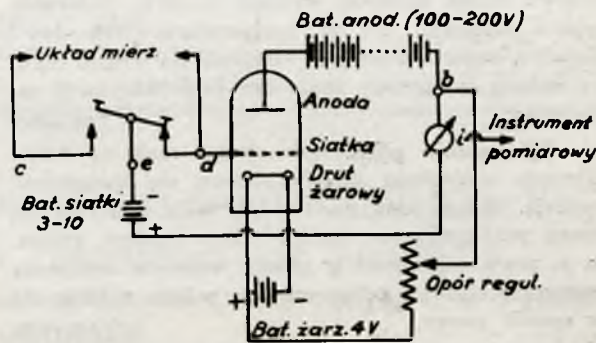 Bat. anod. (100-200V)
Układ mierz.
b
Anoda
Instrument
i
pomiarowy
Siatka
c
e
d
Drut
żarowy
Bat. siatki
3-10
-
+
+
-
Opór regul.
Bat. żarz. 4V